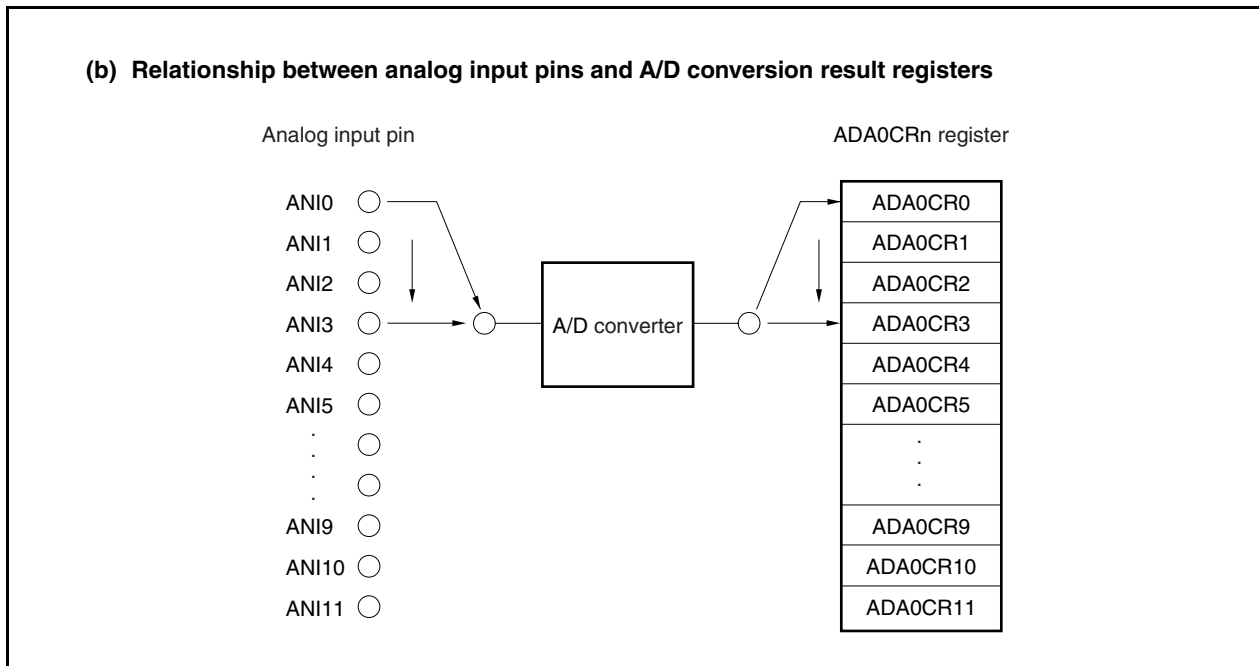 (b) Relationship between analog input pins and A/D conversion result registers
Analog input pin
ADA0CRn register
ANI0
ADA0CR0
ANI1
ADA0CR1
ANI2
ADA0CR2
ANI3
A/D converter
ADA0CR3
ANI4
ADA0CR4
ANI5
ADA0CR5
.
.
.
.
.
.
.
ANI9
ADA0CR9
ANI10
ADA0CR10
ANI11
ADA0CR11